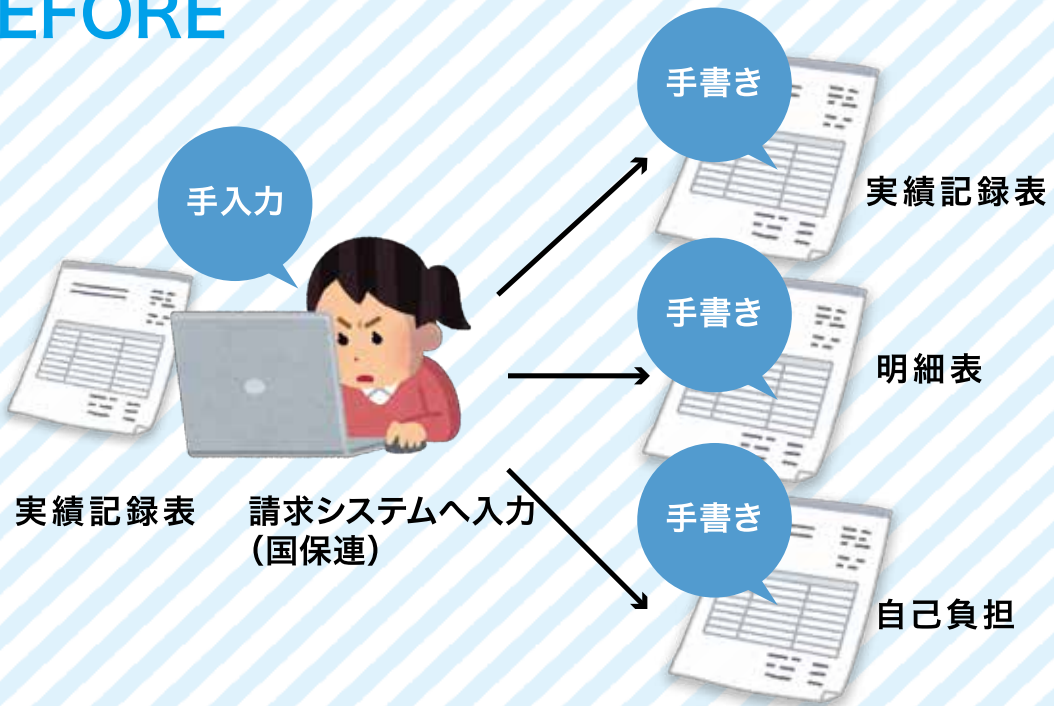 EFORE
手入力
実績記録表
請求システムへ入力
（国保連）
手書き
実績記録表
手書き
明細表
手書き
自己負担